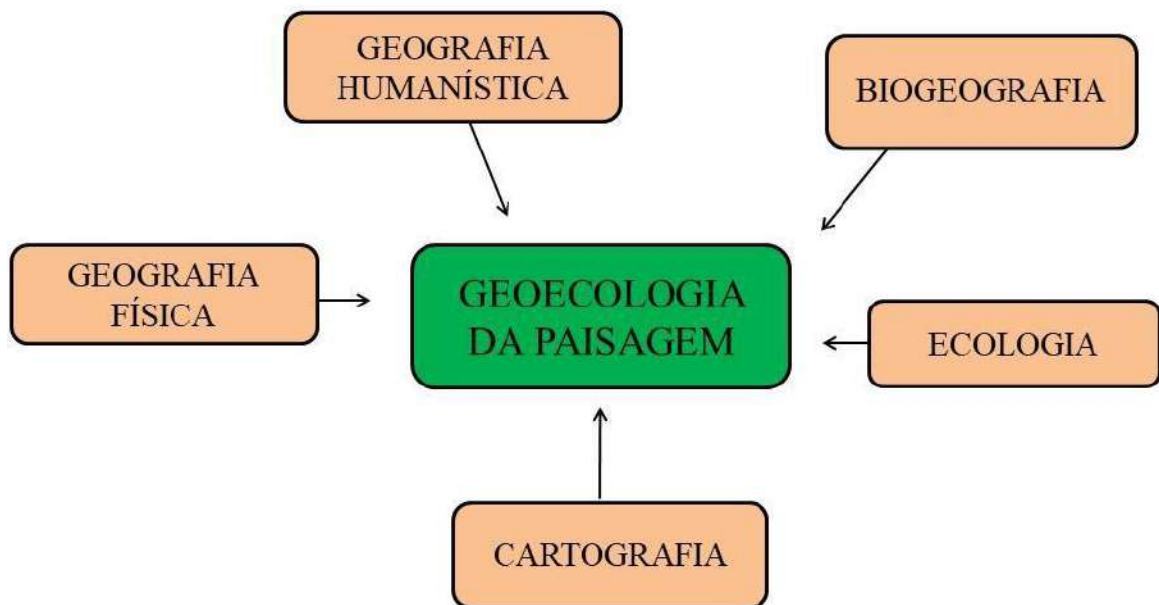 GEOGRAFIA
HUMANÍSTICA
BIOGEOGRAFIA
GEOGRAFIA
FÍSICA
GEOECOLOGIA
DA PAISAGEM
ECOLOGIA
CARTOGRAFIA